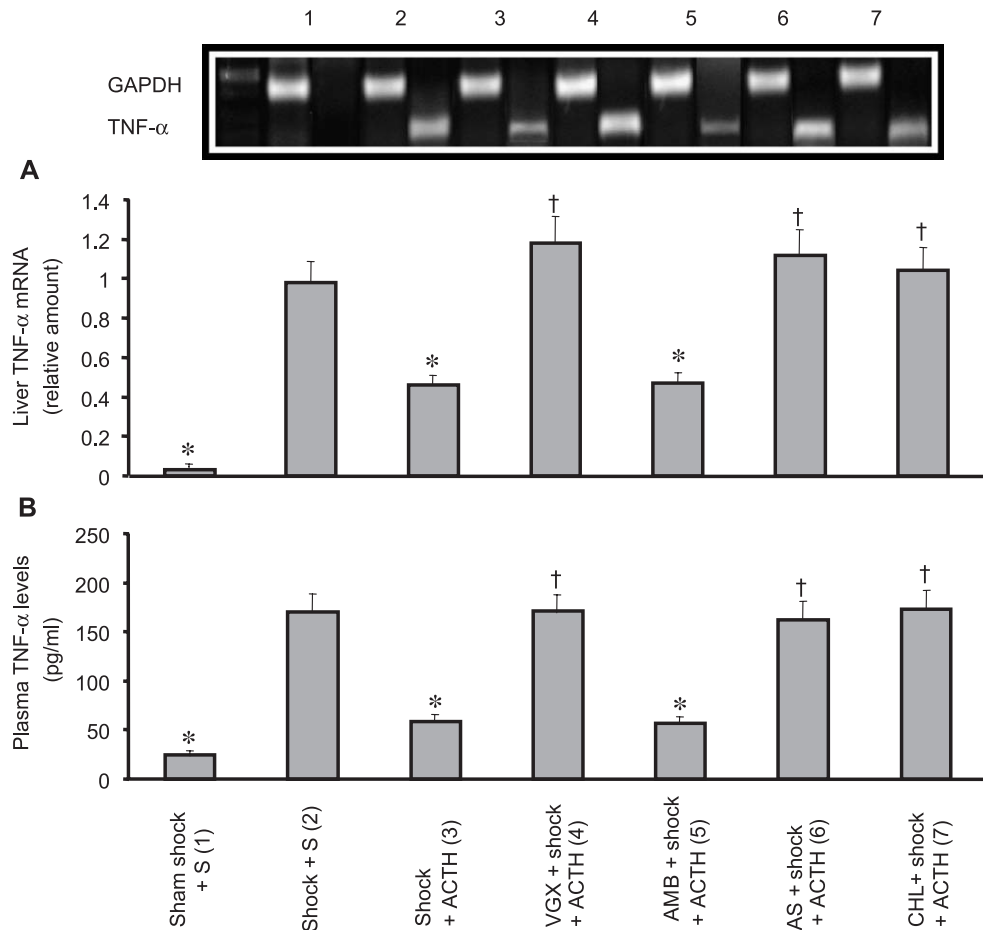 1 2 3 4 5 6 7
GAPDH
TNF-α
A
Liver TNF-α mRNA
(relative amount)
1.4
1.2
1
0.8
0.6
0.4
0.2
0
*
*
†
*
†
†
B
Plasma TNF-α levels
(pg/ml)
250
200
150
100
50
0
*
*
†
*
†
†
Sham shock
+ S (1)
Shock + S (2)
Shock
+ ACTH (3)
VGX + shock
+ ACTH (4)
AMB + shock
+ ACTH (5)
AS + shock
+ ACTH (6)
CHL+ shock
+ ACTH (7)